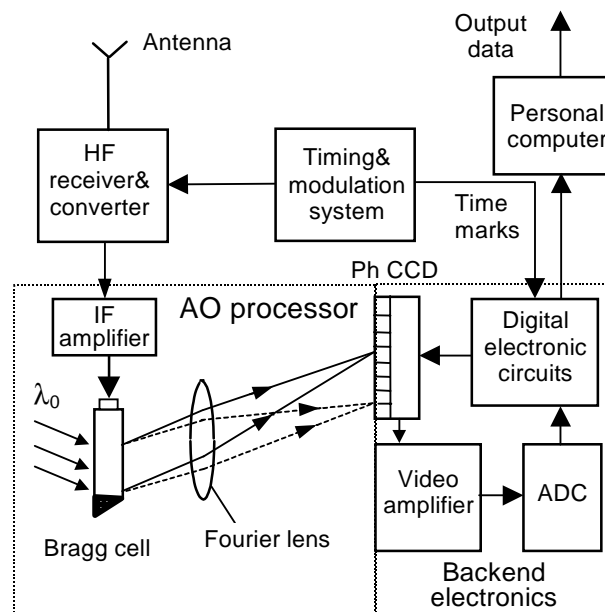 Antenna
Output
data
Personal
computer
HF
receiver&
converter
Timing&
modulation
system
Time
marks
Ph CCD
AO processor
IF
amplifier
Digital
electronic
circuits
λ0
Video
amplifier
ADC
Fourier lens
Bragg cell
Backend
electronics